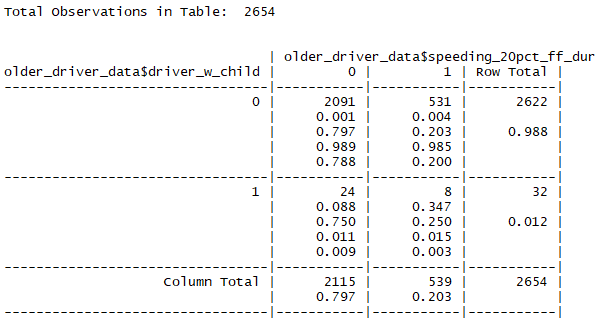 Total Observations in Table:  2654
                                  | older_driver_data$speeding_20pct_ff_dur
older_driver_data$driver_w_child |         0 |         1 | Row Total |
---------------------------------|-----------|-----------|-----------|
                               0 |      2091 |       531 |      2622 |
                                 |     0.001 |     0.004 |           |
                                 |     0.797 |     0.203 |     0.988 |
                                 |     0.989 |     0.985 |           |
                                 |     0.788 |     0.200 |           |
---------------------------------|-----------|-----------|-----------|
                               1 |        24 |         8 |        32 |
                                 |     0.088 |     0.347 |           |
                                 |     0.750 |     0.250 |     0.012 |
                                 |     0.011 |     0.015 |           |
                                 |     0.009 |     0.003 |           |
---------------------------------|-----------|-----------|-----------|
                    Column Total |      2115 |       539 |      2654 |
                                 |     0.797 |     0.203 |           |
---------------------------------|-----------|-----------|-----------|